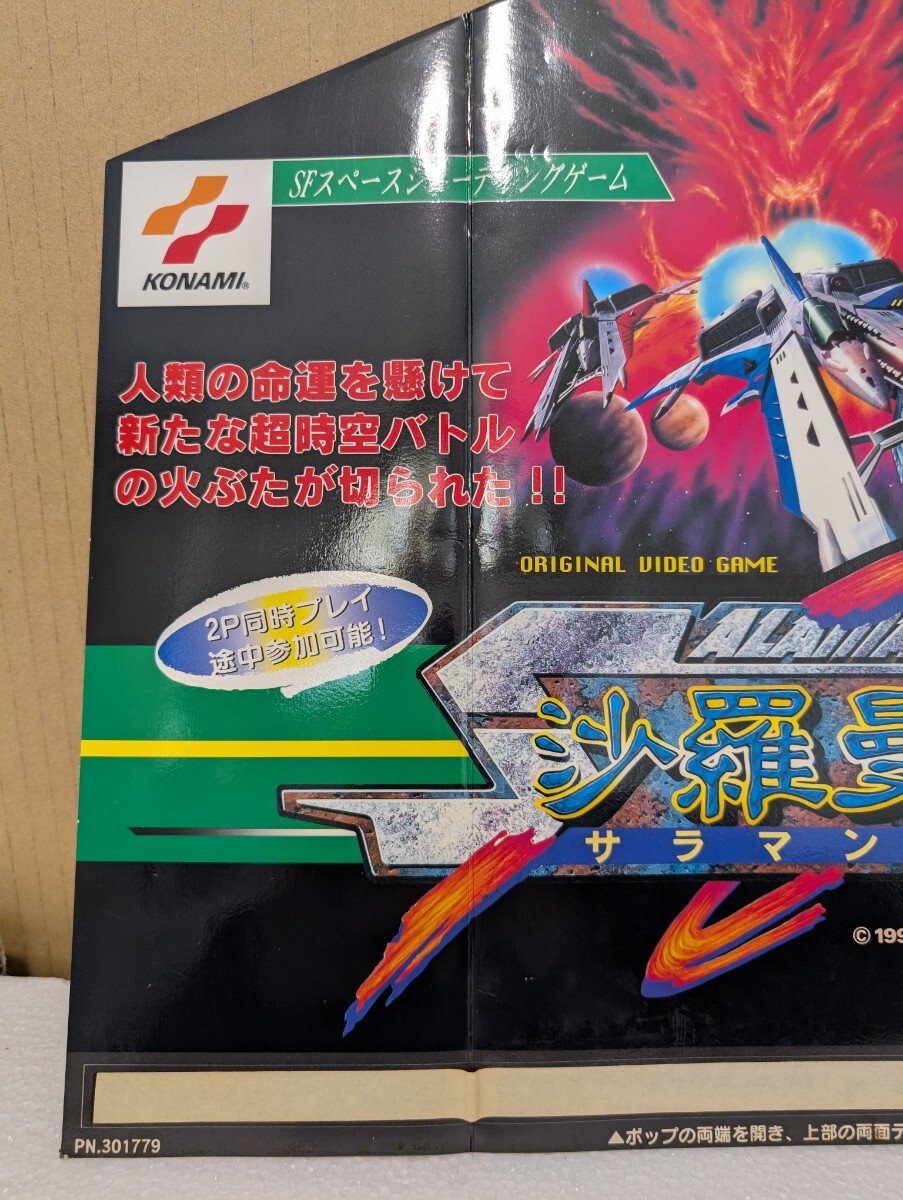 SFスペースシューティングゲーム
KONAMI®
人類の命運を懸けて
新たな超時空バトル
の火ぶたが切られた!!
ORIGINAL VIDEO GAME
2P同時プレイ
途中参加可能!
沙羅曼
サラマン
©199
PN.301779
▲ポップの両端を開き、上部の両面テ